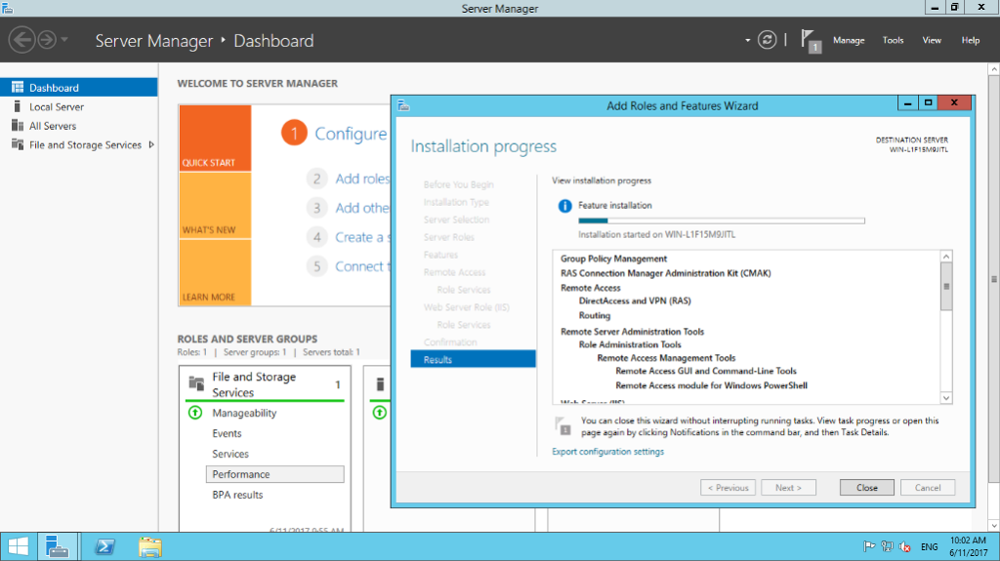 Server Manager
Server Manager ‣ Dashboard
1
Manage
Tools
View
Help
Dashboard
Local Server
All Servers
File and Storage Services
WELCOME TO SERVER MANAGER
QUICK START
WHAT'S NEW
LEARN MORE
1 Configure
2 Add roles
3 Add othe
4 Create a s
5 Connect t
ROLES AND SERVER GROUPS
Roles: 1 | Server groups: 1 | Servers total: 1
File and Storage
Services
1
Manageability
Events
Services
Performance
BPA results
6/11/2017 9:55 AM
Add Roles and Features Wizard
Installation progress
DESTINATION SERVER
WIN-L1F15M9JITL
Before You Begin
Installation Type
Server Selection
Server Roles
Features
Remote Access
Role Services
Web Server Role (IIS)
Role Services
Confirmation
Results
View installation progress
Feature installation
Installation started on WIN-L1F15M9JITL
Group Policy Management
RAS Connection Manager Administration Kit (CMAK)
Remote Access
DirectAccess and VPN (RAS)
Routing
Remote Server Administration Tools
Role Administration Tools
Remote Access Management Tools
Remote Access GUI and Command-Line Tools
Remote Access module for Windows PowerShell
Web Server (IIS)
1
You can close this wizard without interrupting running tasks. View task progress or open this
page again by clicking Notifications in the command bar, and then Task Details.
Export configuration settings
< Previous
Next >
Close
Cancel
ENG
10:02 AM
6/11/2017